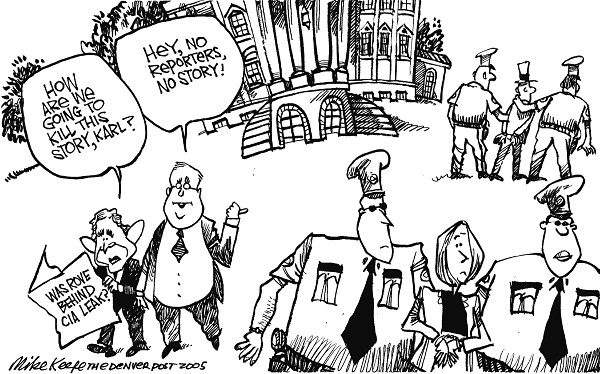 HOW
ARE WE
GOING TO
KILL THIS
STORY, KARL?
HEY, NO
REPORTERS,
NO STORY!
WAS ROVE
BEHIND
CIA LEAK?
Mike Keefe THE DENVER POST 2005